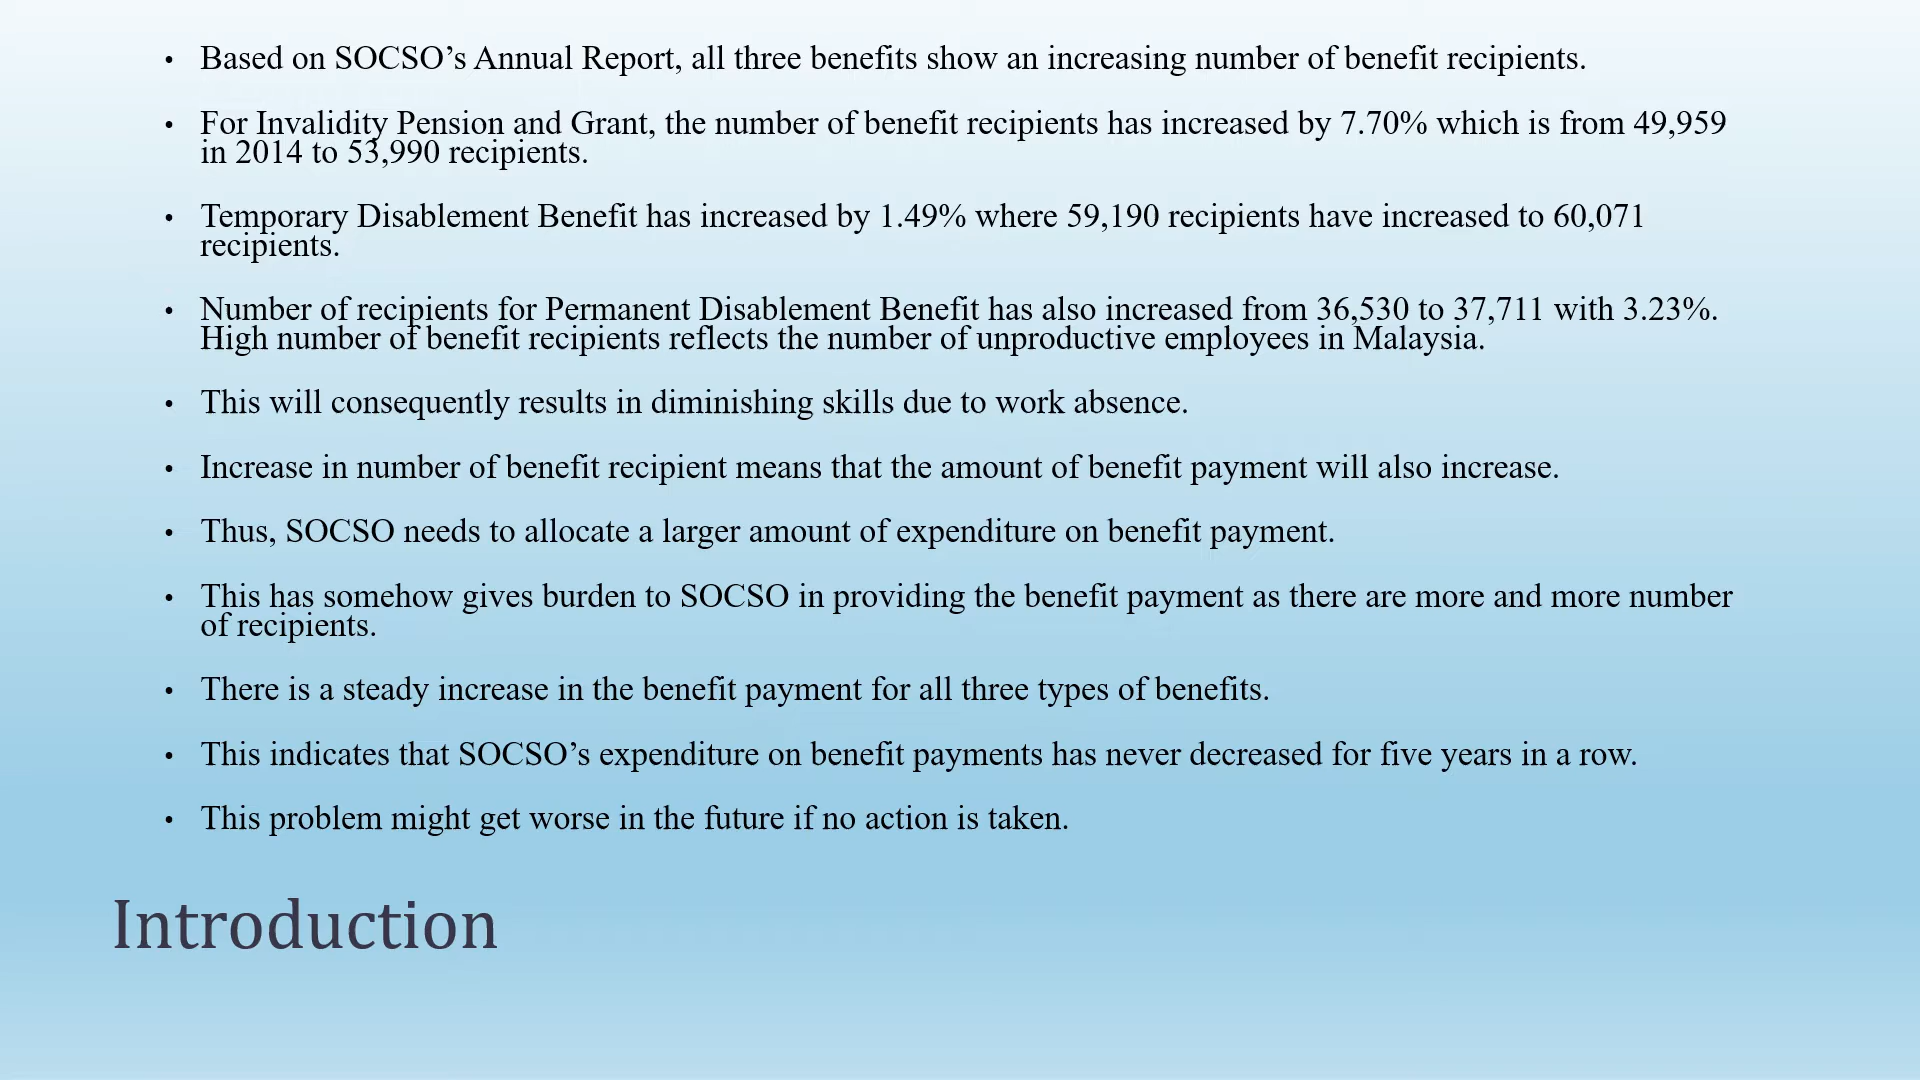 • Based on SOCSO’s Annual Report, all three benefits show an increasing number of benefit recipients.
• For Invalidity Pension and Grant, the number of benefit recipients has increased by 7.70% which is from 49,959
in 2014 to 53,990 recipients.
• Temporary Disablement Benefit has increased by 1.49% where 59,190 recipients have increased to 60,071
recipients.
• Number of recipients for Permanent Disablement Benefit has also increased from 36,530 to 37,711 with 3.23%.
High number of benefit recipients reflects the number of unproductive employees in Malaysia.
• This will consequently results in diminishing skills due to work absence.
• Increase in number of benefit recipient means that the amount of benefit payment will also increase.
• Thus, SOCSO needs to allocate a larger amount of expenditure on benefit payment.
• This has somehow gives burden to SOCSO in providing the benefit payment as there are more and more number
of recipients.
• There is a steady increase in the benefit payment for all three types of benefits.
• This indicates that SOCSO’s expenditure on benefit payments has never decreased for five years in a row.
• This problem might get worse in the future if no action is taken.
Introduction